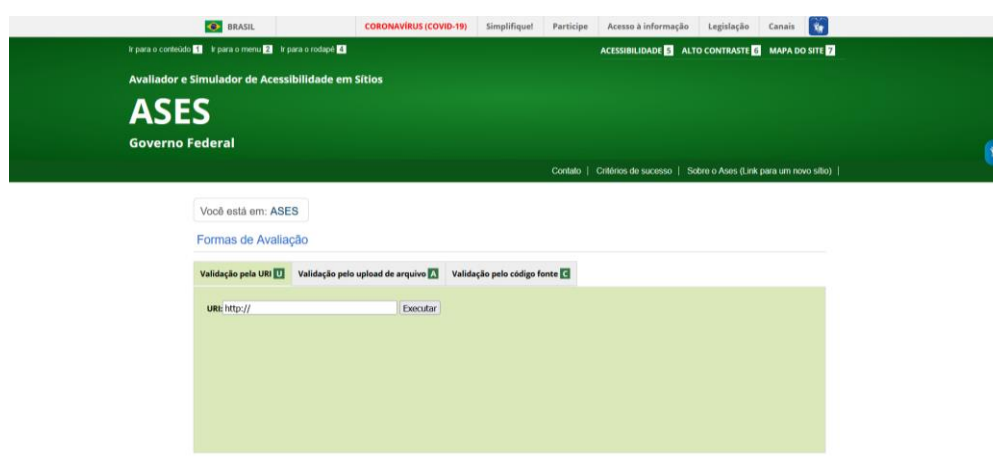 BRASIL CORONAVÍRUS (COVID-19) Simplifique! Participe Acesso à informação Legislação Canais
Ir para o conteúdo 1 Ir para o menu 2 Ir para o rodapé 4 ACESSIBILIDADE 5 ALTO CONTRASTE 6 MAPA DO SITE 7
Avaliador e Simulador de Acessibilidade em Sítios
ASES
Governo Federal
Contato | Critérios de sucesso | Sobre o Ases (Link para um novo sítio) |
Você está em: ASES
Formas de Avaliação
Validação pela URI U Validação pelo upload de arquivo A Validação pelo código fonte C
URI: http:// Executar